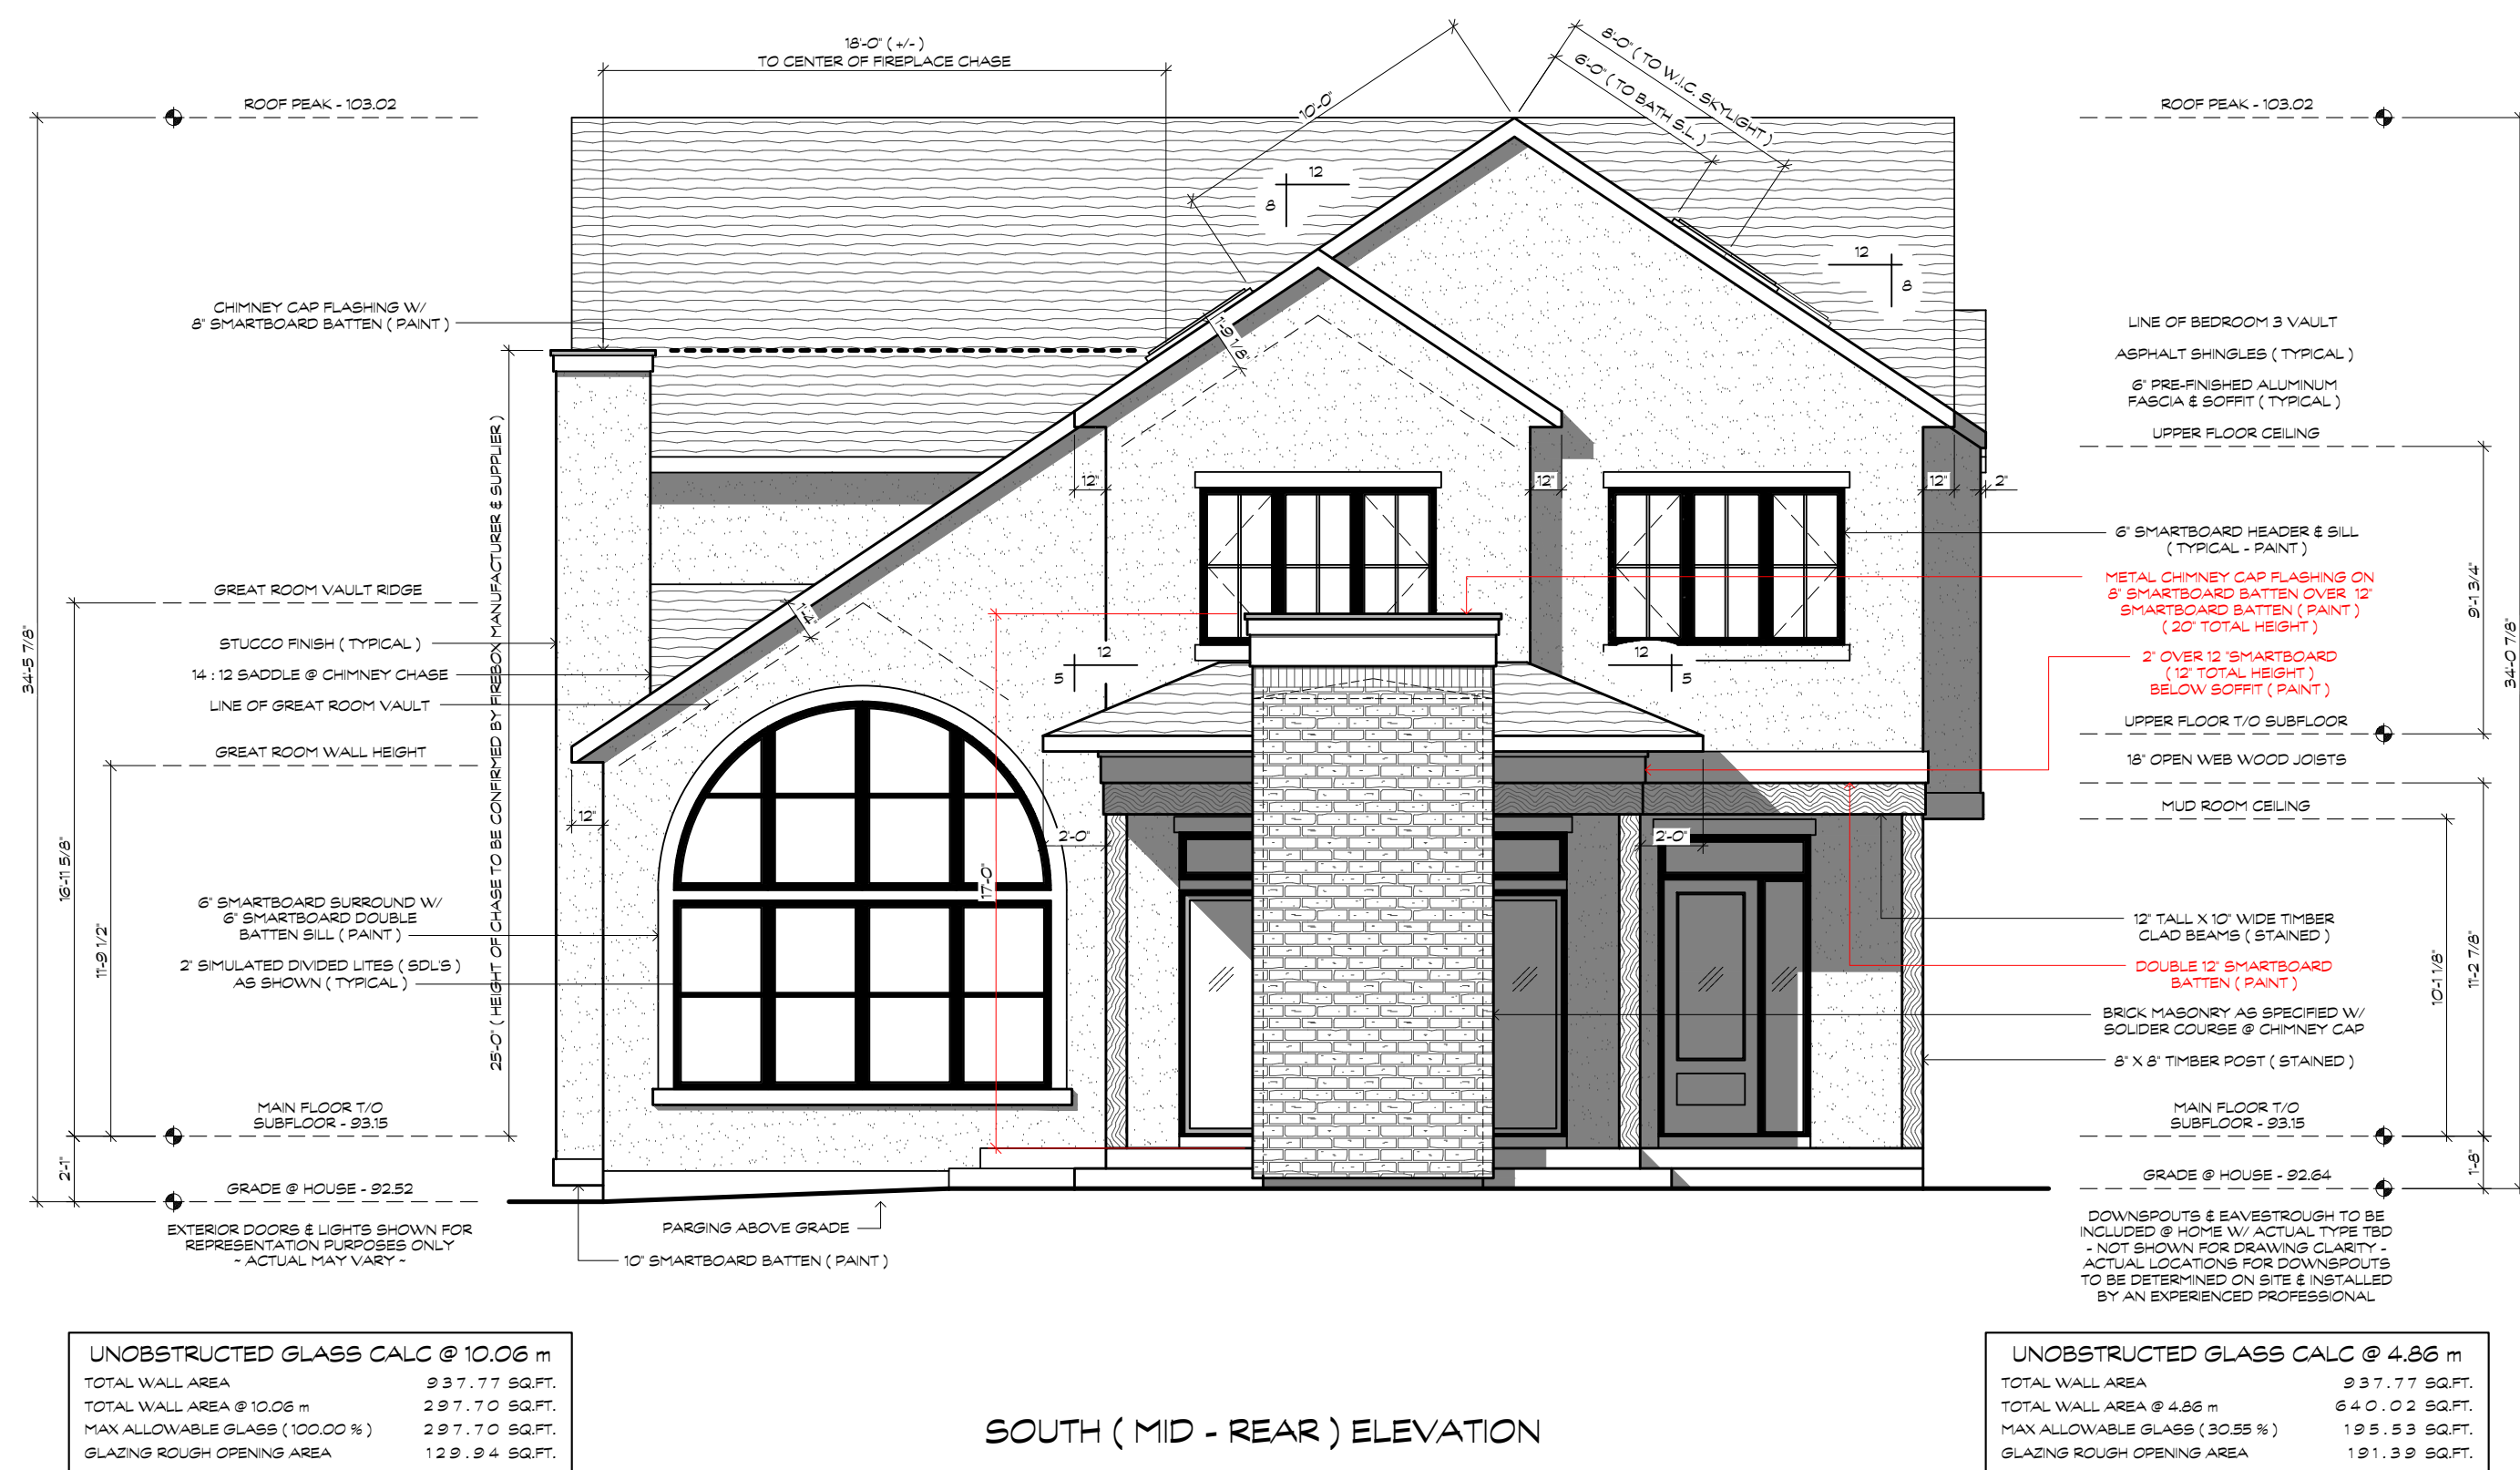 18'-0" ( +/- )
TO CENTER OF FIREPLACE CHASE
10'-0"
8'-0" ( TO W.I.C. SKYLIGHT )
6'-0" ( TO BATH S.L. )
ROOF PEAK - 103.02
ROOF PEAK - 103.02
12
8
12
8
CHIMNEY CAP FLASHING W/
8" SMARTBOARD BATTEN ( PAINT )
1'-9 1/8"
LINE OF BEDROOM 3 VAULT
ASPHALT SHINGLES ( TYPICAL )
6" PRE-FINISHED ALUMINUM
FASCIA & SOFFIT ( TYPICAL )
UPPER FLOOR CEILING
12"
12"
12"
2"
6" SMARTBOARD HEADER & SILL
( TYPICAL - PAINT )
METAL CHIMNEY CAP FLASHING ON
8" SMARTBOARD BATTEN OVER 12"
SMARTBOARD BATTEN ( PAINT )
( 20" TOTAL HEIGHT )
2" OVER 12 "SMARTBOARD
( 12" TOTAL HEIGHT )
BELOW SOFFIT ( PAINT )
UPPER FLOOR T/O SUBFLOOR
18" OPEN WEB WOOD JOISTS
MUD ROOM CEILING
9'-1 3/4"
34'-0 7/8"
34'-5 7/8"
GREAT ROOM VAULT RIDGE
STUCCO FINISH ( TYPICAL )
14 : 12 SADDLE @ CHIMNEY CHASE
LINE OF GREAT ROOM VAULT
GREAT ROOM WALL HEIGHT
25'-0" ( HEIGHT OF CHASE TO BE CONFIRMED BY FIREBOX MANUFACTURER & SUPPLIER )
1'-4"
12
5
12
5
12"
2'-0"
2'-0"
17'-0"
16'-11 5/8"
11'-9 1/2"
6" SMARTBOARD SURROUND W/
6" SMARTBOARD DOUBLE
BATTEN SILL ( PAINT )
2" SIMULATED DIVIDED LITES ( SDL'S )
AS SHOWN ( TYPICAL )
12" TALL X 10" WIDE TIMBER
CLAD BEAMS ( STAINED )
DOUBLE 12" SMARTBOARD
BATTEN ( PAINT )
BRICK MASONRY AS SPECIFIED W/
SOLIDER COURSE @ CHIMNEY CAP
8" X 8" TIMBER POST ( STAINED )
10'-1 1/8"
11'-2 7/8"
MAIN FLOOR T/O
SUBFLOOR - 93.15
MAIN FLOOR T/O
SUBFLOOR - 93.15
2'-1"
1'-8"
GRADE @ HOUSE - 92.52
GRADE @ HOUSE - 92.64
EXTERIOR DOORS & LIGHTS SHOWN FOR
REPRESENTATION PURPOSES ONLY
~ ACTUAL MAY VARY ~
PARGING ABOVE GRADE
10" SMARTBOARD BATTEN ( PAINT )
DOWNSPOUTS & EAVESTROUGH TO BE
INCLUDED @ HOME W/ ACTUAL TYPE TBD
- NOT SHOWN FOR DRAWING CLARITY -
ACTUAL LOCATIONS FOR DOWNSPOUTS
TO BE DETERMINED ON SITE & INSTALLED
BY AN EXPERIENCED PROFESSIONAL
UNOBSTRUCTED GLASS CALC @ 10.06 m
TOTAL WALL AREA 937.77 SQ.FT.
TOTAL WALL AREA @ 10.06 m 297.70 SQ.FT.
MAX ALLOWABLE GLASS ( 100.00 % ) 297.70 SQ.FT.
GLAZING ROUGH OPENING AREA 129.94 SQ.FT.
SOUTH ( MID - REAR ) ELEVATION
UNOBSTRUCTED GLASS CALC @ 4.86 m
TOTAL WALL AREA 937.77 SQ.FT.
TOTAL WALL AREA @ 4.86 m 640.02 SQ.FT.
MAX ALLOWABLE GLASS ( 30.55 % ) 195.53 SQ.FT.
GLAZING ROUGH OPENING AREA 191.39 SQ.FT.